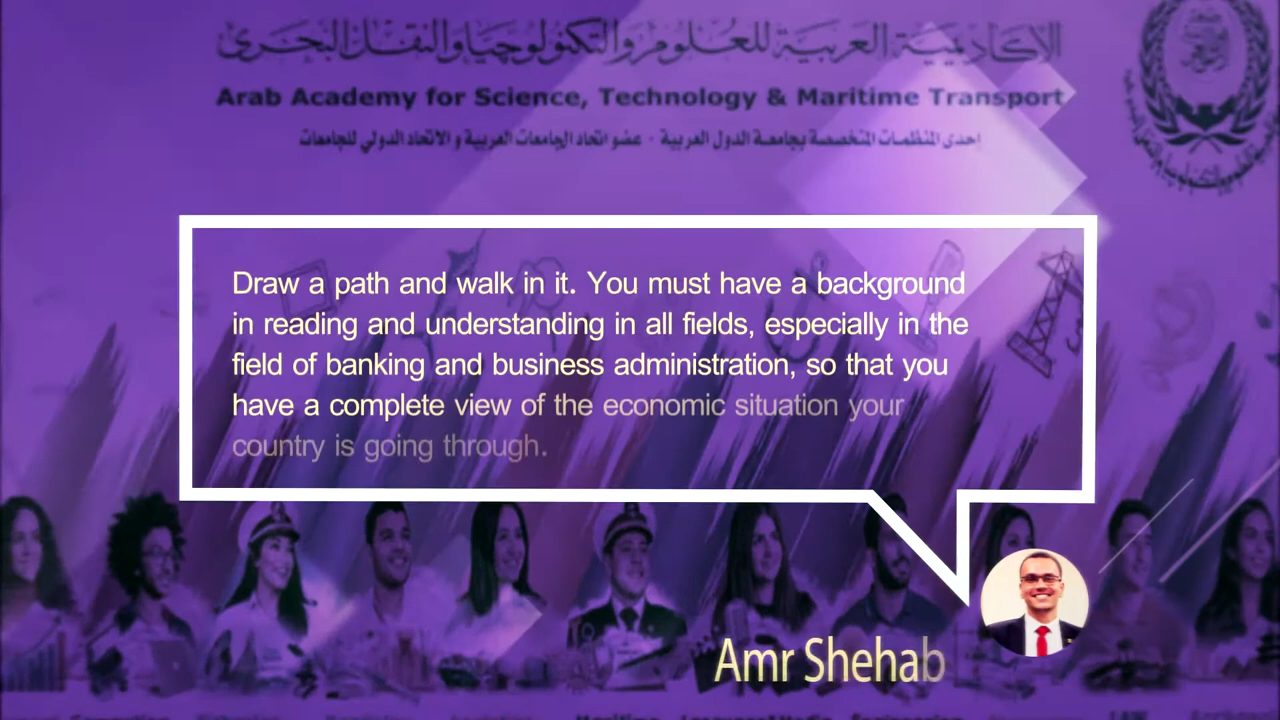 الأكاديمية العربية للعلوم والتكنولوجيا والنقل البحري
Arab Academy for Science, Technology & Maritime Transport
إحدى المنظمات المتخصصة بجامعة الدول العربية - عضو اتحاد الجامعات العربية و الاتحاد الدولي للجامعات
Draw a path and walk in it. You must have a background
in reading and understanding in all fields, especially in the
field of banking and business administration, so that you
have a complete view of the economic situation your
country is going through.
Amr Shehab